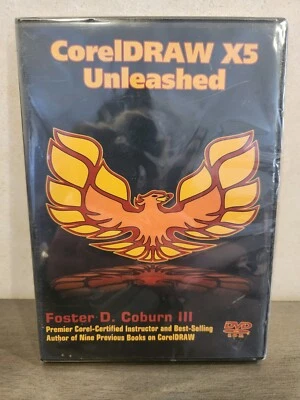 CorelDRAW X5
Unleashed
Foster D. Coburn III
Premier Corel-Certified Instructor and Best-Selling
Author of Nine Previous Books on CorelDRAW
DVD